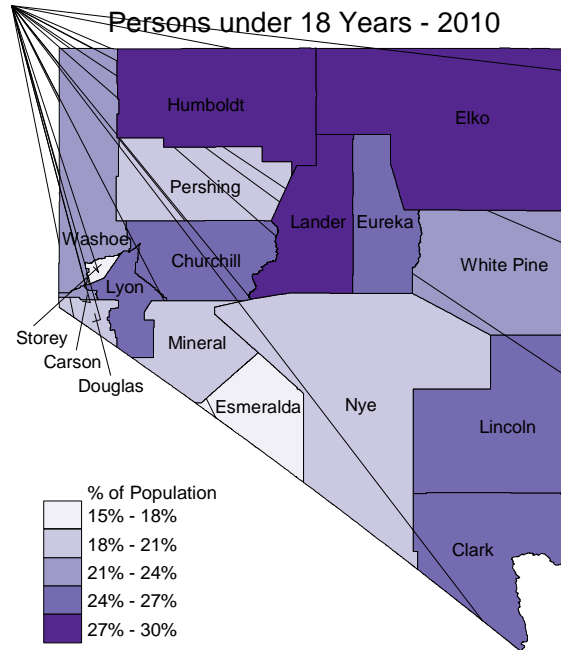 Persons under 18 Years - 2010
Humboldt
Elko
Pershing
Lander
Eureka
Washoe
Churchill
White Pine
Lyon
Storey
Carson
Douglas
Mineral
Esmeralda
Nye
Lincoln
Clark
% of Population
15% - 18%
18% - 21%
21% - 24%
24% - 27%
27% - 30%